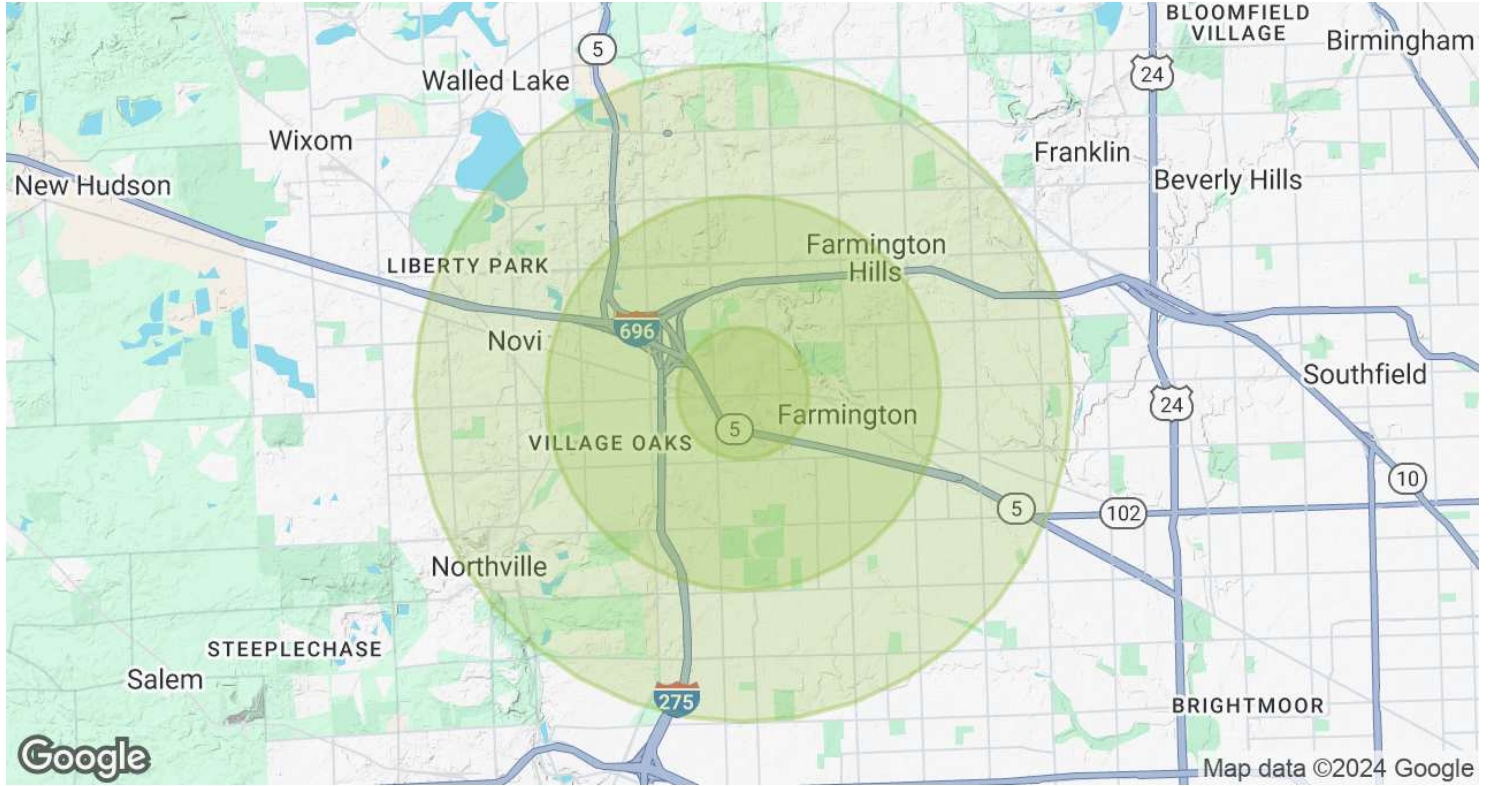 BLOOMFIELD
VILLAGE
Birmingham
5
24
Walled Lake
Wixom
Franklin
New Hudson
Beverly Hills
Farmington
Hills
LIBERTY PARK
696
Novi
Southfield
24
Farmington
5
VILLAGE OAKS
10
5
102
Northville
STEEPLECHASE
Salem
275
BRIGHTMOOR
Google
Map data ©2024 Google